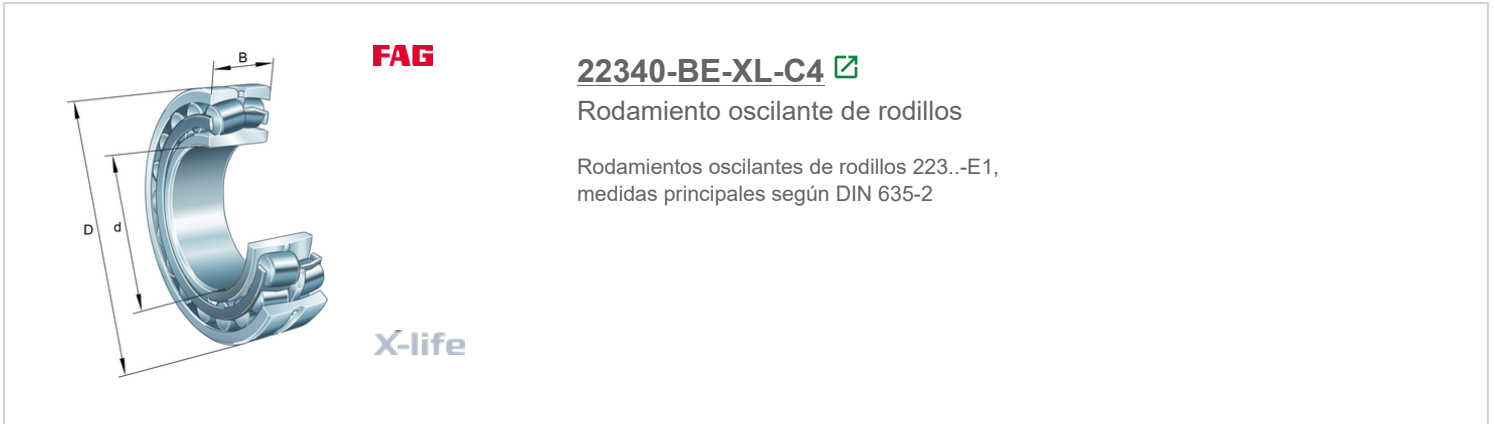 B
D
d
FAG
X-life
22340-BE-XL-C4
Rodamiento oscilante de rodillos
Rodamientos oscilantes de rodillos 223..-E1,
medidas principales según DIN 635-2